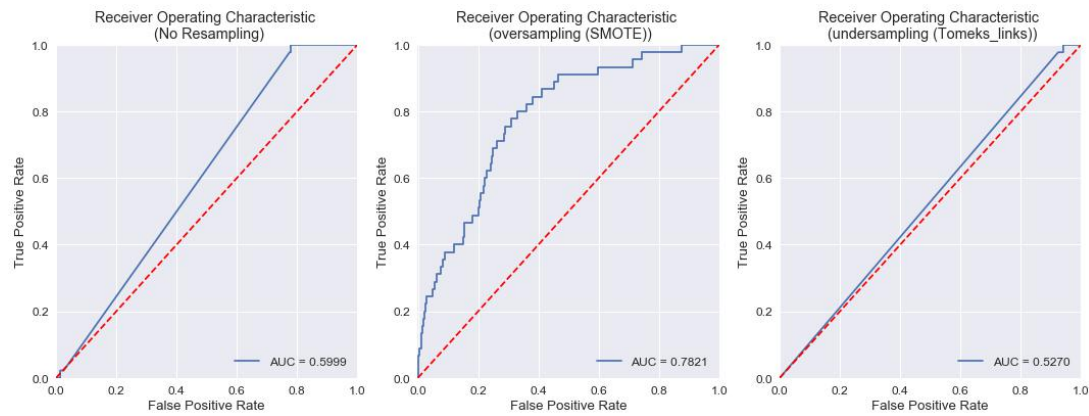 Receiver Operating Characteristic
(No Resampling)
1.0
0.8
0.6
0.4
0.2
0.0
True Positive Rate
0.0 0.2 0.4 0.6 0.8 1.0
False Positive Rate
AUC = 0.5999
Receiver Operating Characteristic
(oversampling (SMOTE))
1.0
0.8
0.6
0.4
0.2
0.0
True Positive Rate
0.0 0.2 0.4 0.6 0.8 1.0
False Positive Rate
AUC = 0.7821
Receiver Operating Characteristic
(undersampling (Tomeks_links))
1.0
0.8
0.6
0.4
0.2
0.0
True Positive Rate
0.0 0.2 0.4 0.6 0.8 1.0
False Positive Rate
AUC = 0.5270